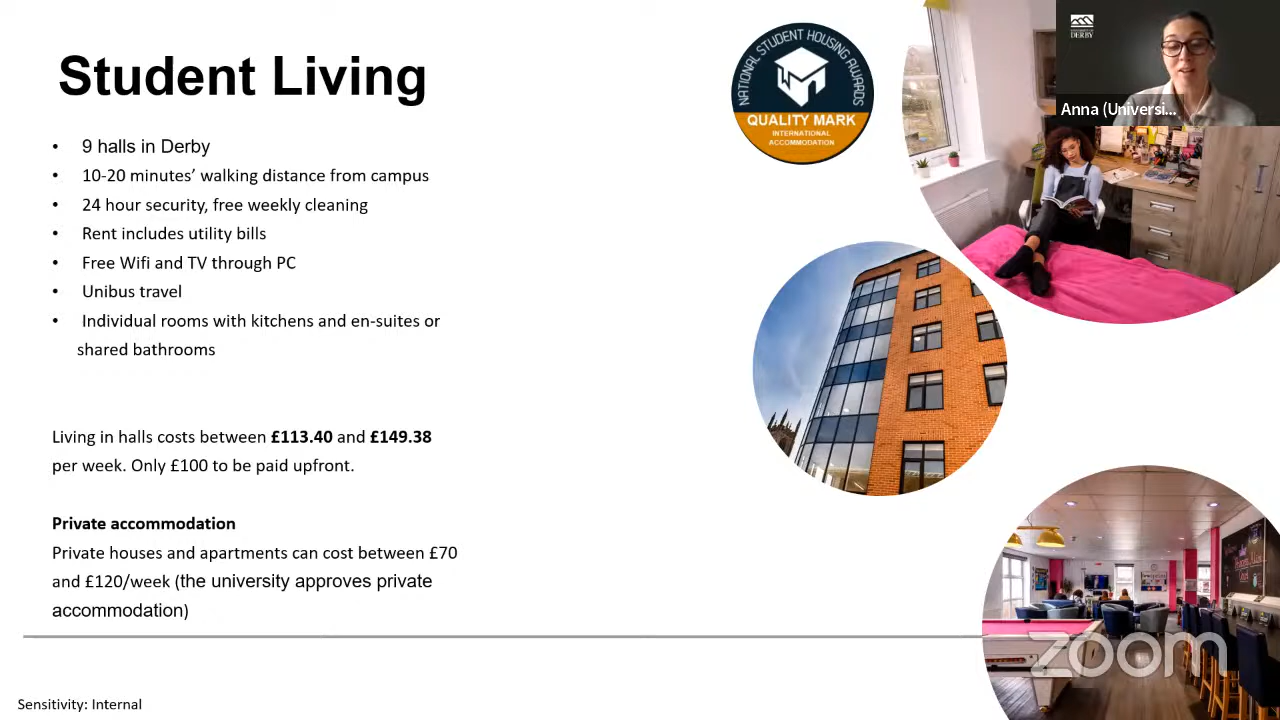 Student Living
NATIONAL STUDENT HOUSING AWARDS
QUALITY MARK
INTERNATIONAL
ACCOMMODATION
UNIVERSITY OF
DERBY
Anna (Universi...
• 9 halls in Derby
• 10-20 minutes’ walking distance from campus
• 24 hour security, free weekly cleaning
• Rent includes utility bills
• Free Wifi and TV through PC
• Unibus travel
• Individual rooms with kitchens and en-suites or
shared bathrooms
Living in halls costs between £113.40 and £149.38
per week. Only £100 to be paid upfront.
Private accommodation
Private houses and apartments can cost between £70
and £120/week (the university approves private
accommodation)
zoom
Sensitivity: Internal